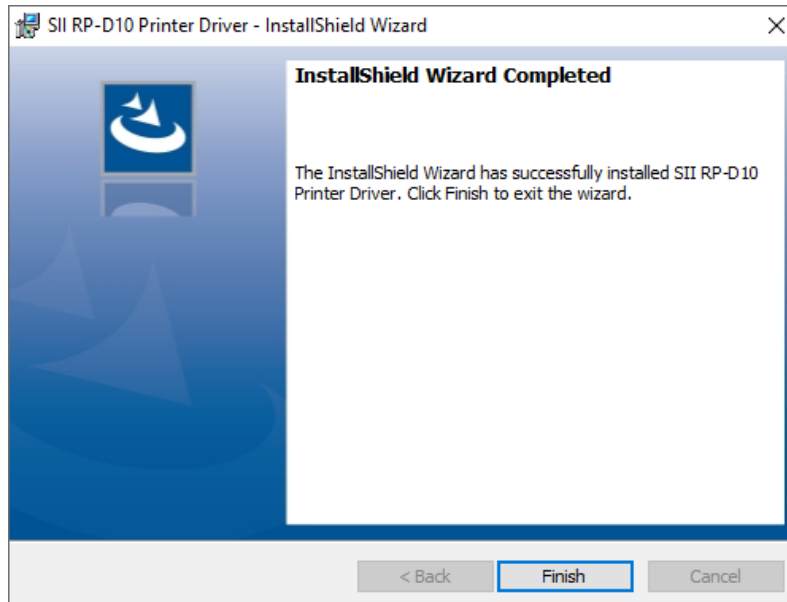 SII RP-D10 Printer Driver - InstallShield Wizard
InstallShield Wizard Completed
The InstallShield Wizard has successfully installed SII RP-D10
Printer Driver. Click Finish to exit the wizard.
< Back
Finish
Cancel